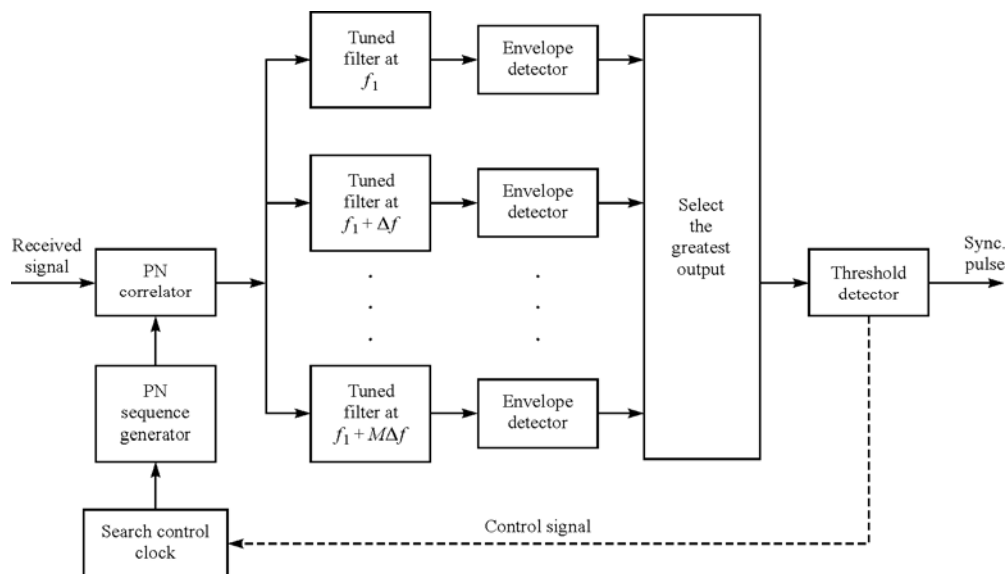 Tuned
filter at
f₁
Envelope
detector
Tuned
filter at
f₁ + Δf
Envelope
detector
Select
the
greatest
output
Received
signal
PN
correlator
Threshold
detector
Sync.
pulse
PN
sequence
generator
Tuned
filter at
f₁ + MΔf
Envelope
detector
Search control
clock
Control signal